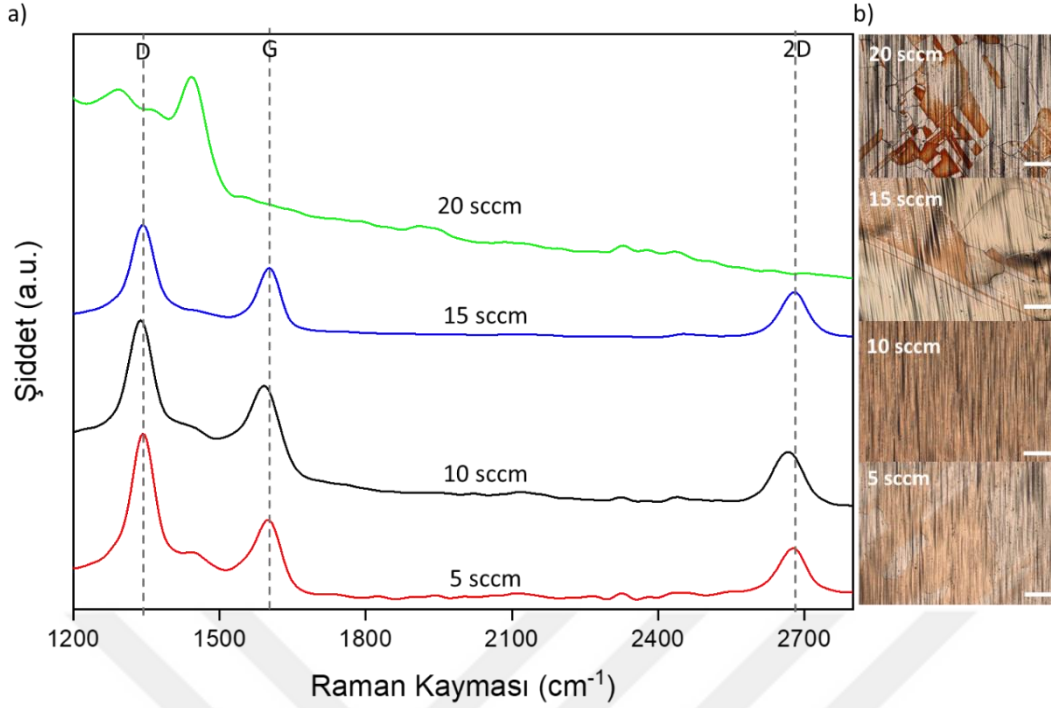 a)
b)
D
G
2D
20 sccm
15 sccm
10 sccm
5 sccm
Şiddet (a.u.)
1200
1500
1800
2100
2400
2700
Raman Kayması (cm⁻¹)
20 sccm
15 sccm
10 sccm
5 sccm